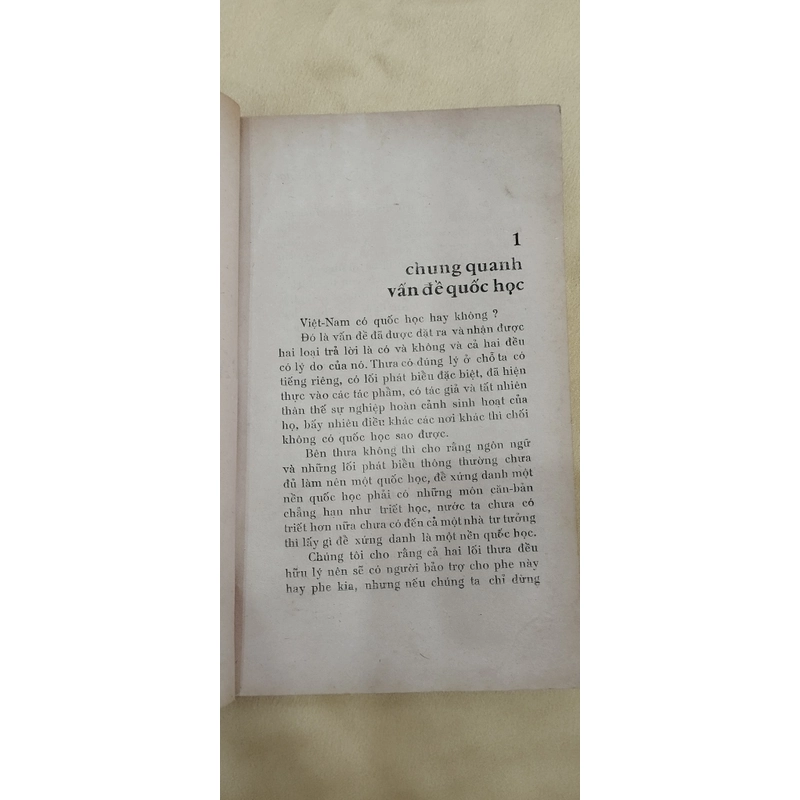 1
chung quanh
vấn đề quốc học
Việt-Nam có quốc học hay không ?
Đó là vấn đề đã được đặt ra và nhận được
hai loại trả lời là có và không và cả hai đều
có lý do của nó. Thưa có đúng lý ở chỗ ta có
tiếng riêng, có lối phát biểu đặc biệt, đã hiện
thực vào các tác phẩm, có tác giả và tất nhiên
thân thế sự nghiệp hoàn cảnh sinh hoạt của
họ, bấy nhiêu điều khác các nơi khác thì chối
không có quốc học sao được.
Bên thưa không thì cho rằng ngôn ngữ
và những lối phát biểu thông thường chưa
đủ làm nên một quốc học, để xứng danh một
nền quốc học phải có những môn căn-bản
chẳng hạn như triết học, nước ta chưa có
triết hơn nữa chưa có đến cả một nhà tư tưởng
thì lấy gì để xứng danh là một nền quốc học.
Chúng tôi cho rằng cả hai lối thưa đều
hữu lý nên sẽ có người bảo trợ cho phe này
hay phe kia, nhưng nếu chúng ta chỉ dừng